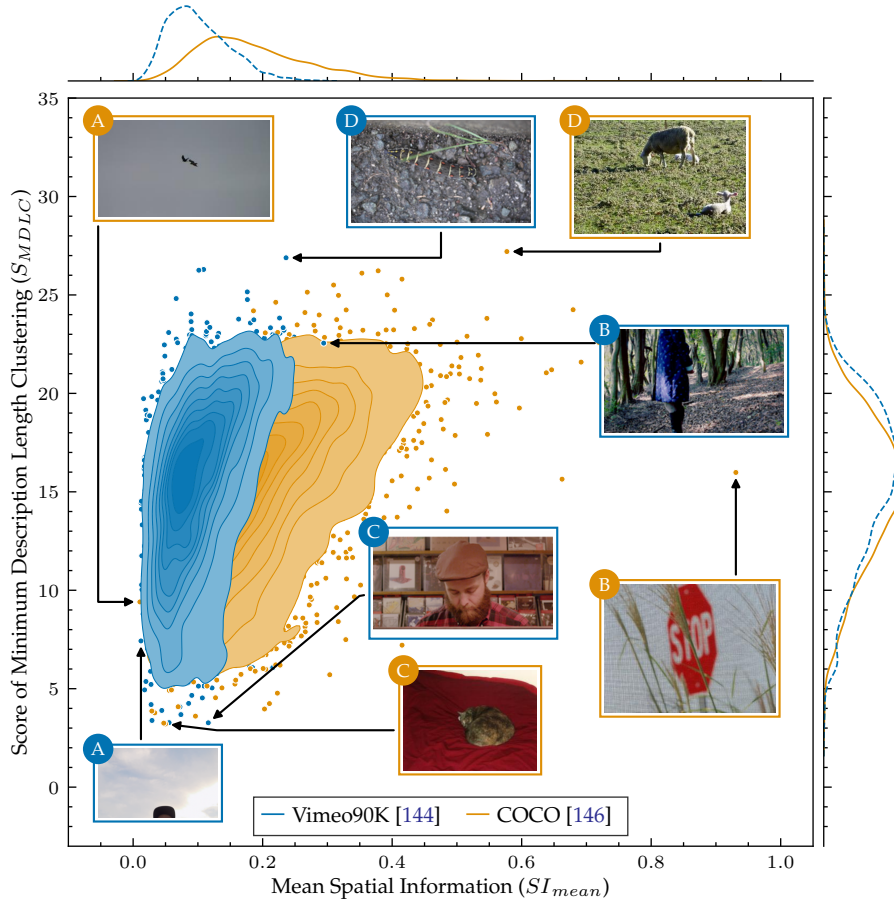 35
30
25
20
15
10
5
0
0.0 0.2 0.4 0.6 0.8 1.0
Score of Minimum Description Length Clustering (S_MDLC)
Mean Spatial Information (SI_mean)
A
D
D
B
C
B
STOP
C
A
Vimeo90K [144] COCO [146]